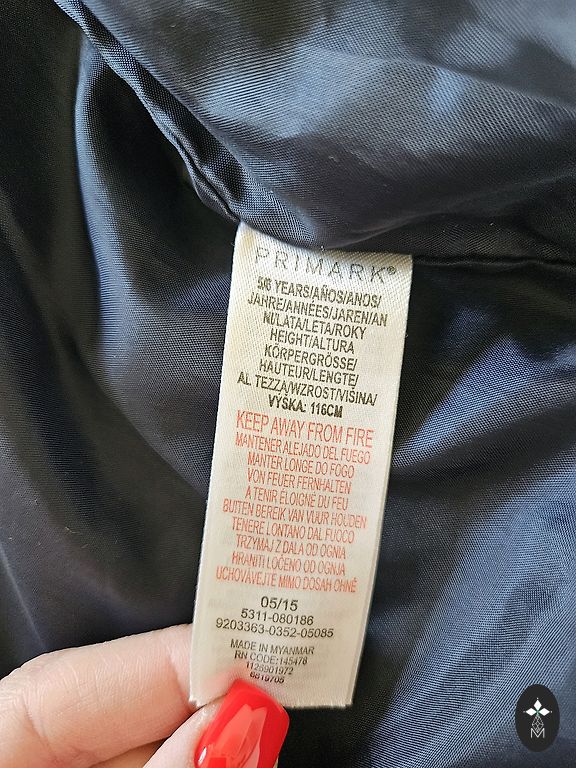 PRIMARK®
5/6 YEARS/AÑOS/ANOS/
JAHRE/ANNÉES/JAREN/AN
NI/LATA/LETA/ROKY
HEIGHT/ALTURA
KÖRPERGRÖSSE/
HAUTEUR/LENGTE/
AL TEZZA/WZROST/VIŠINA/
VYŠKA: 116CM
KEEP AWAY FROM FIRE
MANTENER ALEJADO DEL FUEGO
MANTER LONGE DO FOGO
VON FEUER FERNHALTEN
À TENIR ÉLOIGNÉ DU FEU
BUITEN BEREIK VAN VUUR HOUDEN
TENERE LONTANO DAL FUOCO
TRZYMAJ Z DALA OD OGNIA
HRANITI LOČENO OD OGNJA
UCHOVÁVEJTE MIMO DOSAH OHNĚ
05/15
5311-080186
9203363-0352-05085
MADE IN MYANMAR
RN CODE:145478
1125901972
6819705
M